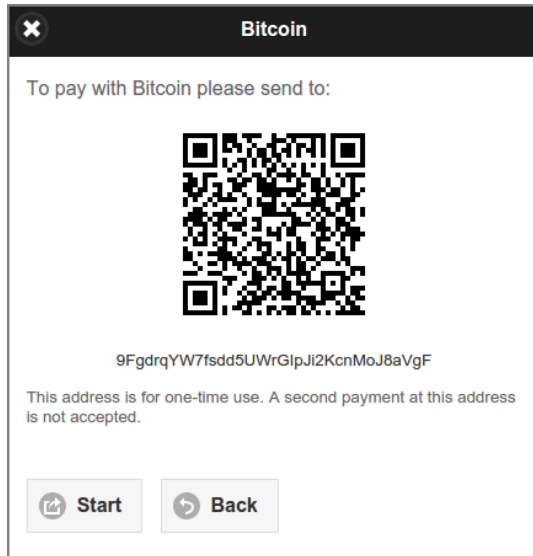 Bitcoin
To pay with Bitcoin please send to:
9FgdrqYW7fsdd5UWrGIpJi2KcnMoJ8aVgF
This address is for one-time use. A second payment at this address
is not accepted.
Start Back